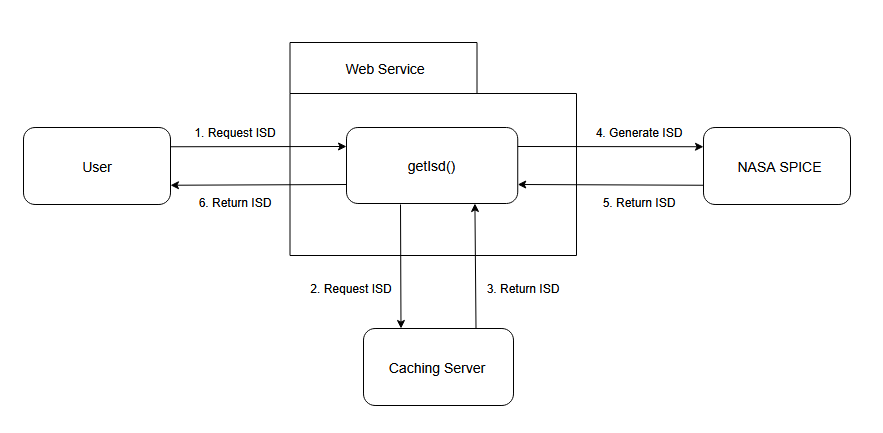 Web Service
1. Request ISD
4. Generate ISD
User
getIsd()
NASA SPICE
6. Return ISD
5. Return ISD
2. Request ISD
3. Return ISD
Caching Server